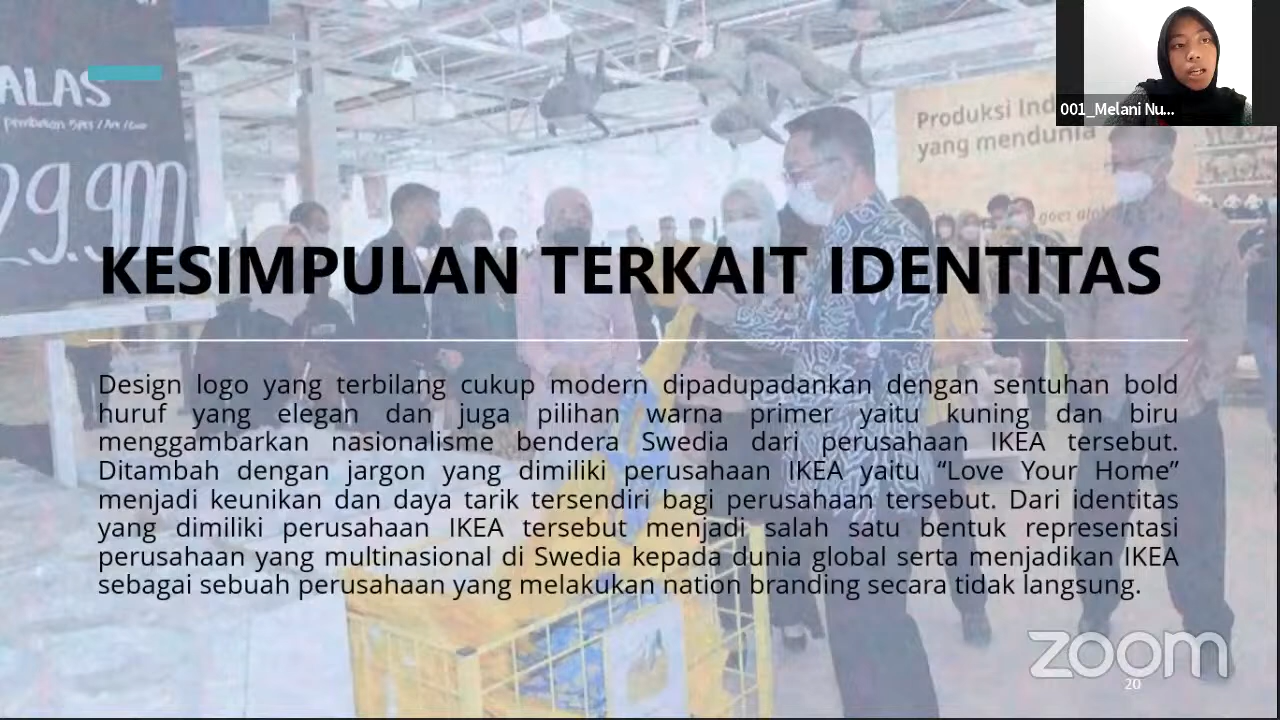 ALAS
29.900
Produksi Ind
yang mendunia
001_Melani Nu...
KESIMPULAN TERKAIT IDENTITAS
Design logo yang terbilang cukup modern dipadupadankan dengan sentuhan bold
huruf yang elegan dan juga pilihan warna primer yaitu kuning dan biru
menggambarkan nasionalisme bendera Swedia dari perusahaan IKEA tersebut.
Ditambah dengan jargon yang dimiliki perusahaan IKEA yaitu “Love Your Home”
menjadi keunikan dan daya tarik tersendiri bagi perusahaan tersebut. Dari identitas
yang dimiliki perusahaan IKEA tersebut menjadi salah satu bentuk representasi
perusahaan yang multinasional di Swedia kepada dunia global serta menjadikan IKEA
sebagai sebuah perusahaan yang melakukan nation branding secara tidak langsung.
zoom
20